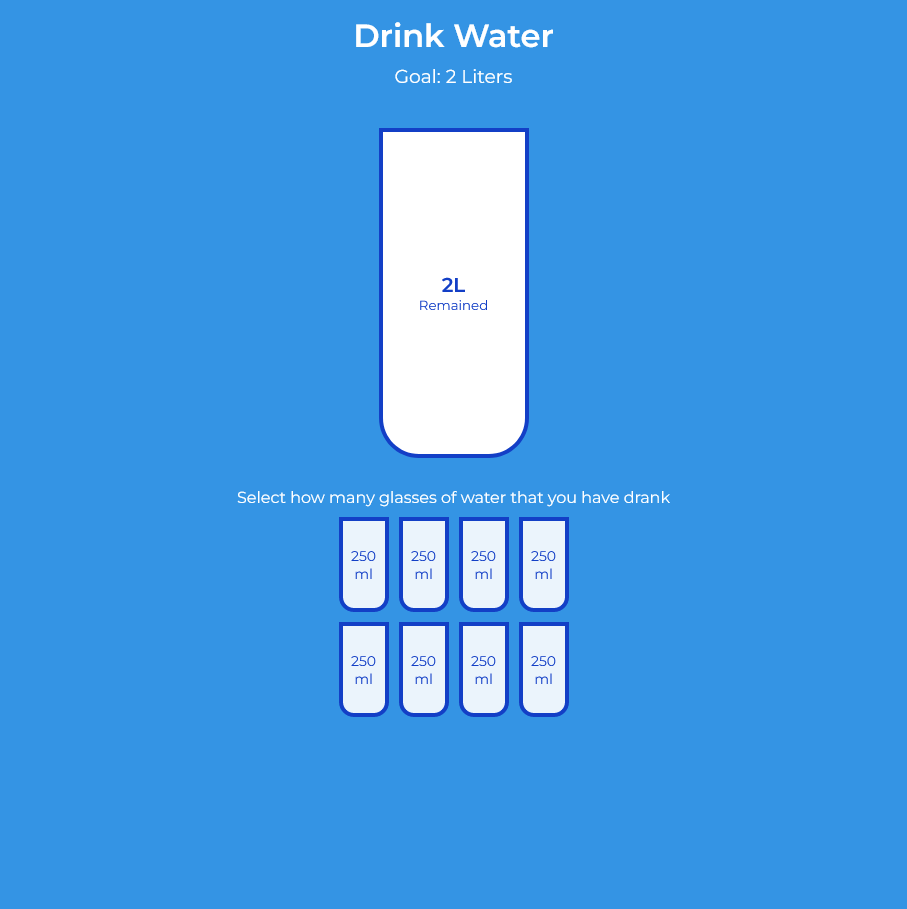 Drink Water
Goal: 2 Liters
2L
Remained
Select how many glasses of water that you have drank
250 250 250 250
ml ml ml ml
250 250 250 250
ml ml ml ml